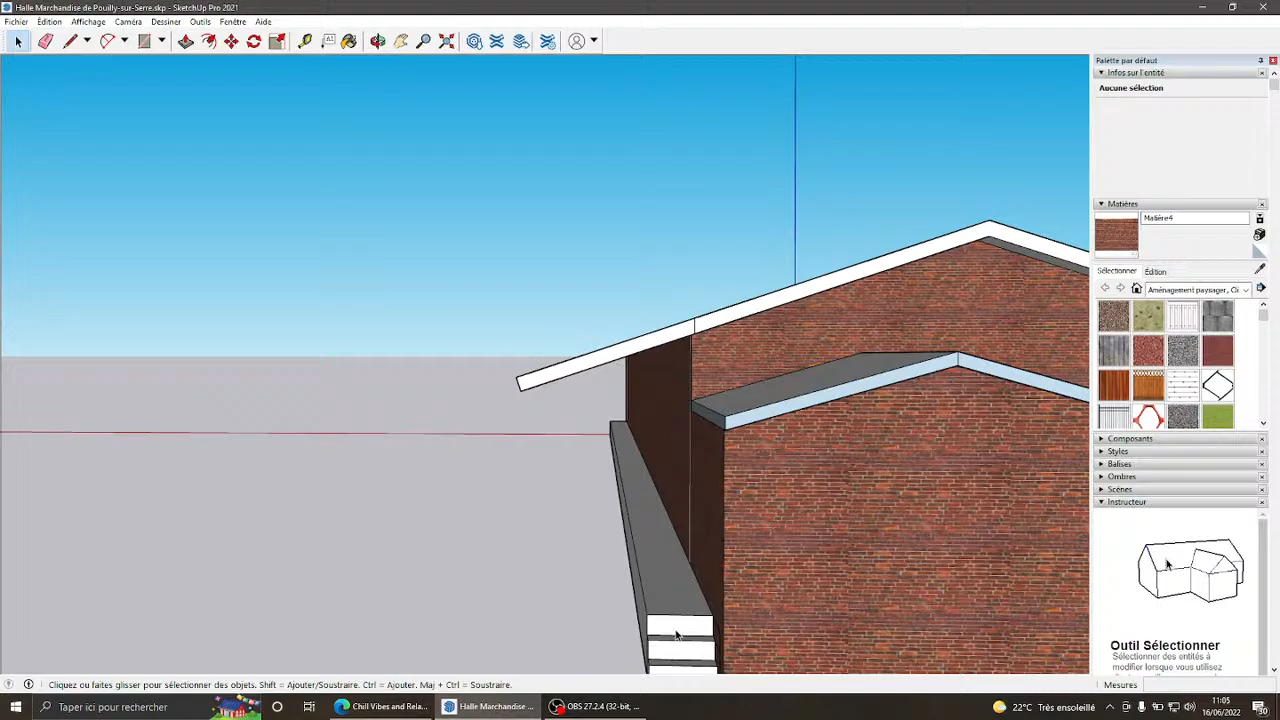 Halle Marchandise de Pouilly-sur-Serre.skp - SketchUp Pro 2021
Fichier Édition Affichage Caméra Dessiner Outils Fenêtre Aide
Palette par défaut
Infos sur l'entité
Aucune sélection
Matières
Matière4
Sélectionner Édition
Aménagement paysager, Cl
Composants
Styles
Balises
Ombres
Scènes
Instructeur
Outil Sélectionner
Sélectionner des entités à
modifier lorsque vous utilisez
Cliquez ou faites glisser pour sélectionner des objets. Shift = Ajouter/Soustraire. Ctrl = Ajouter. Maj + Ctrl = Soustraire.
Mesures
Taper ici pour rechercher
Chill Vibes and Rela...
Halle Marchandise ...
OBS 27.2.4 (32-bit, ...
22°C Très ensoleillé
11:05
16/06/2022